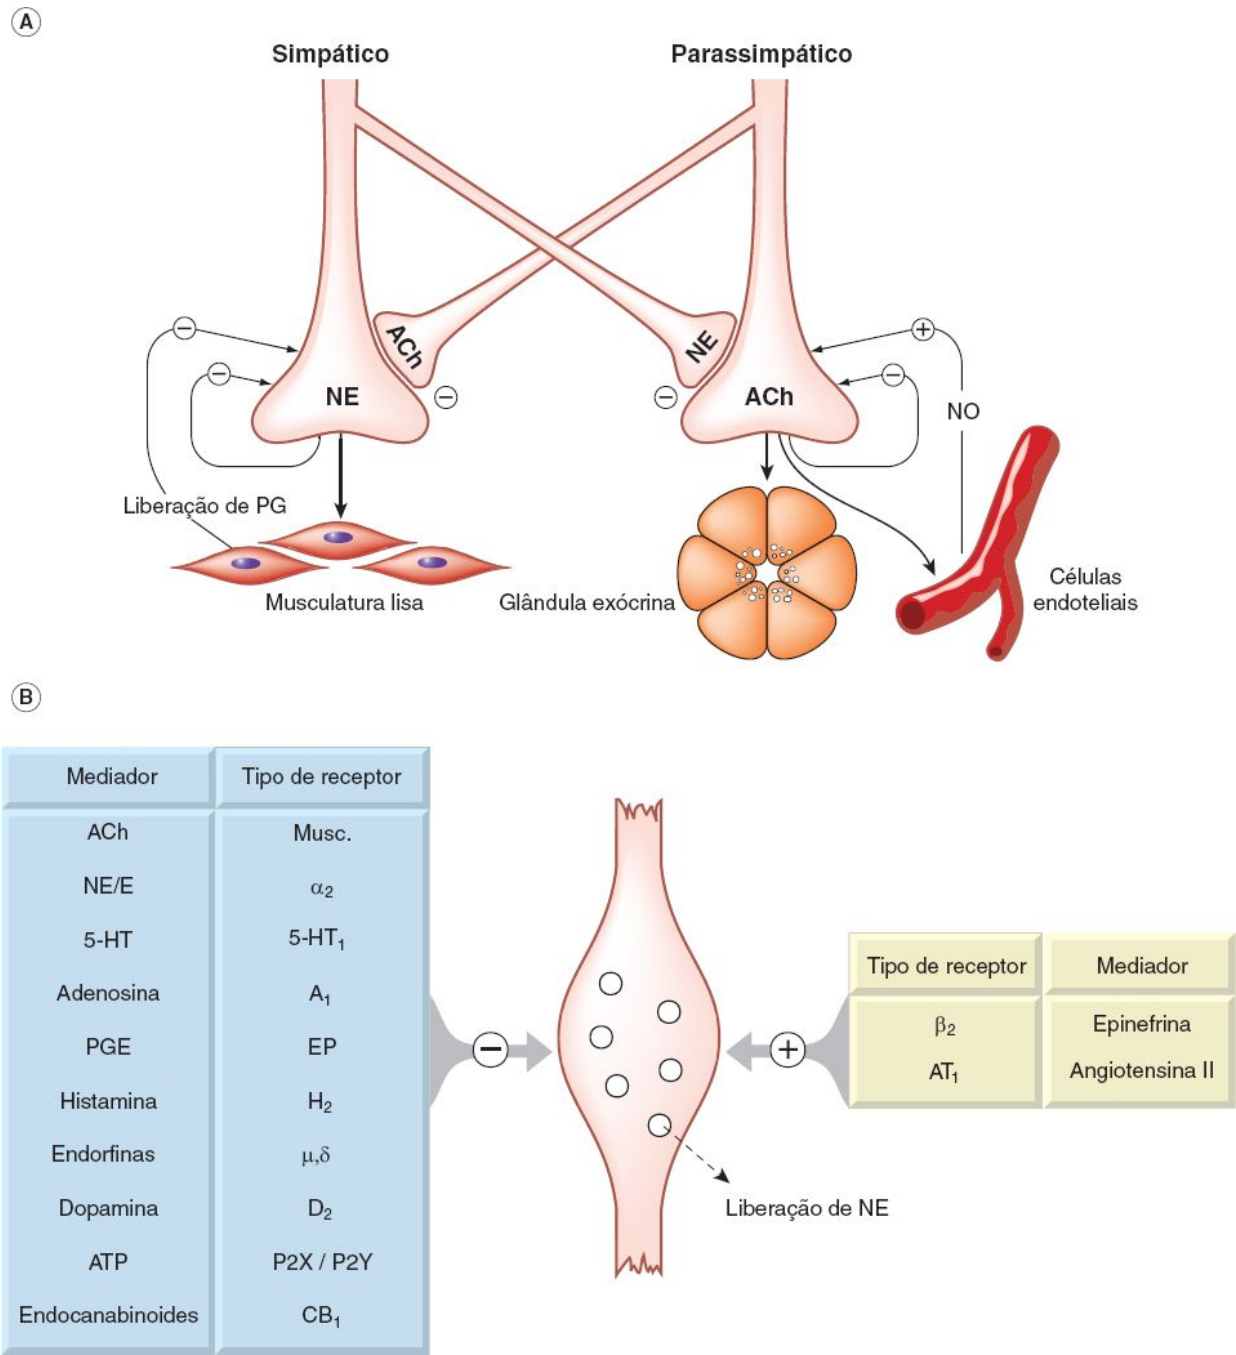 A
Simpático
Parassimpático
ACh
NE
−
−
+
−
NE
−
−
ACh
NO
Liberação de PG
Musculatura lisa
Glândula exócrina
Células
endoteliais
B
Mediador
Tipo de receptor
ACh
Musc.
NE/E
α₂
5-HT
5-HT₁
Adenosina
A₁
PGE
EP
Histamina
H₂
Endorfinas
μ,δ
Dopamina
D₂
ATP
P2X / P2Y
Endocanabinoides
CB₁
−
+
Tipo de receptor
Mediador
β₂
Epinefrina
AT₁
Angiotensina II
Liberação de NE